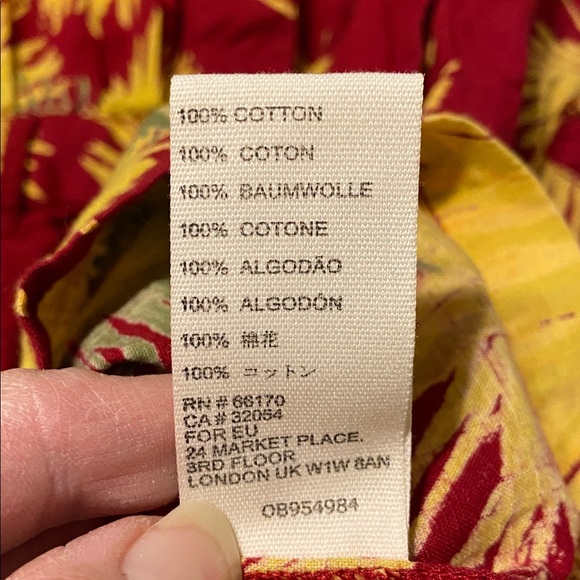 100% COTTON
100% COTON
100% BAUMWOLLE
100% COTONE
100% ALGODÃO
100% ALGODÓN
100% 棉花
100% コットン
RN # 66170
CA # 32054
FOR EU
24 MARKET PLACE,
3RD FLOOR
LONDON UK W1W 8AN
OB954984